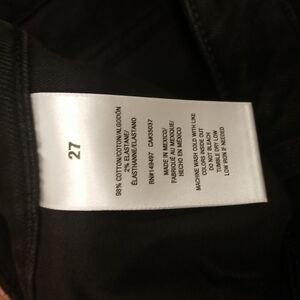 27
98% COTTON/COTON/ALGODÓN
2% ELASTANE/
ÉLASTHANNE/ELASTANO
RN#149497 CA#35037
MADE IN MEXICO/
FABRIQUÉ AU MEXIQUE/
HECHO EN MÉXICO
MACHINE WASH COLD WITH LIKE
COLORS INSIDE OUT
DO NOT BLEACH
TUMBLE DRY LOW
LOW IRON IF NEEDED